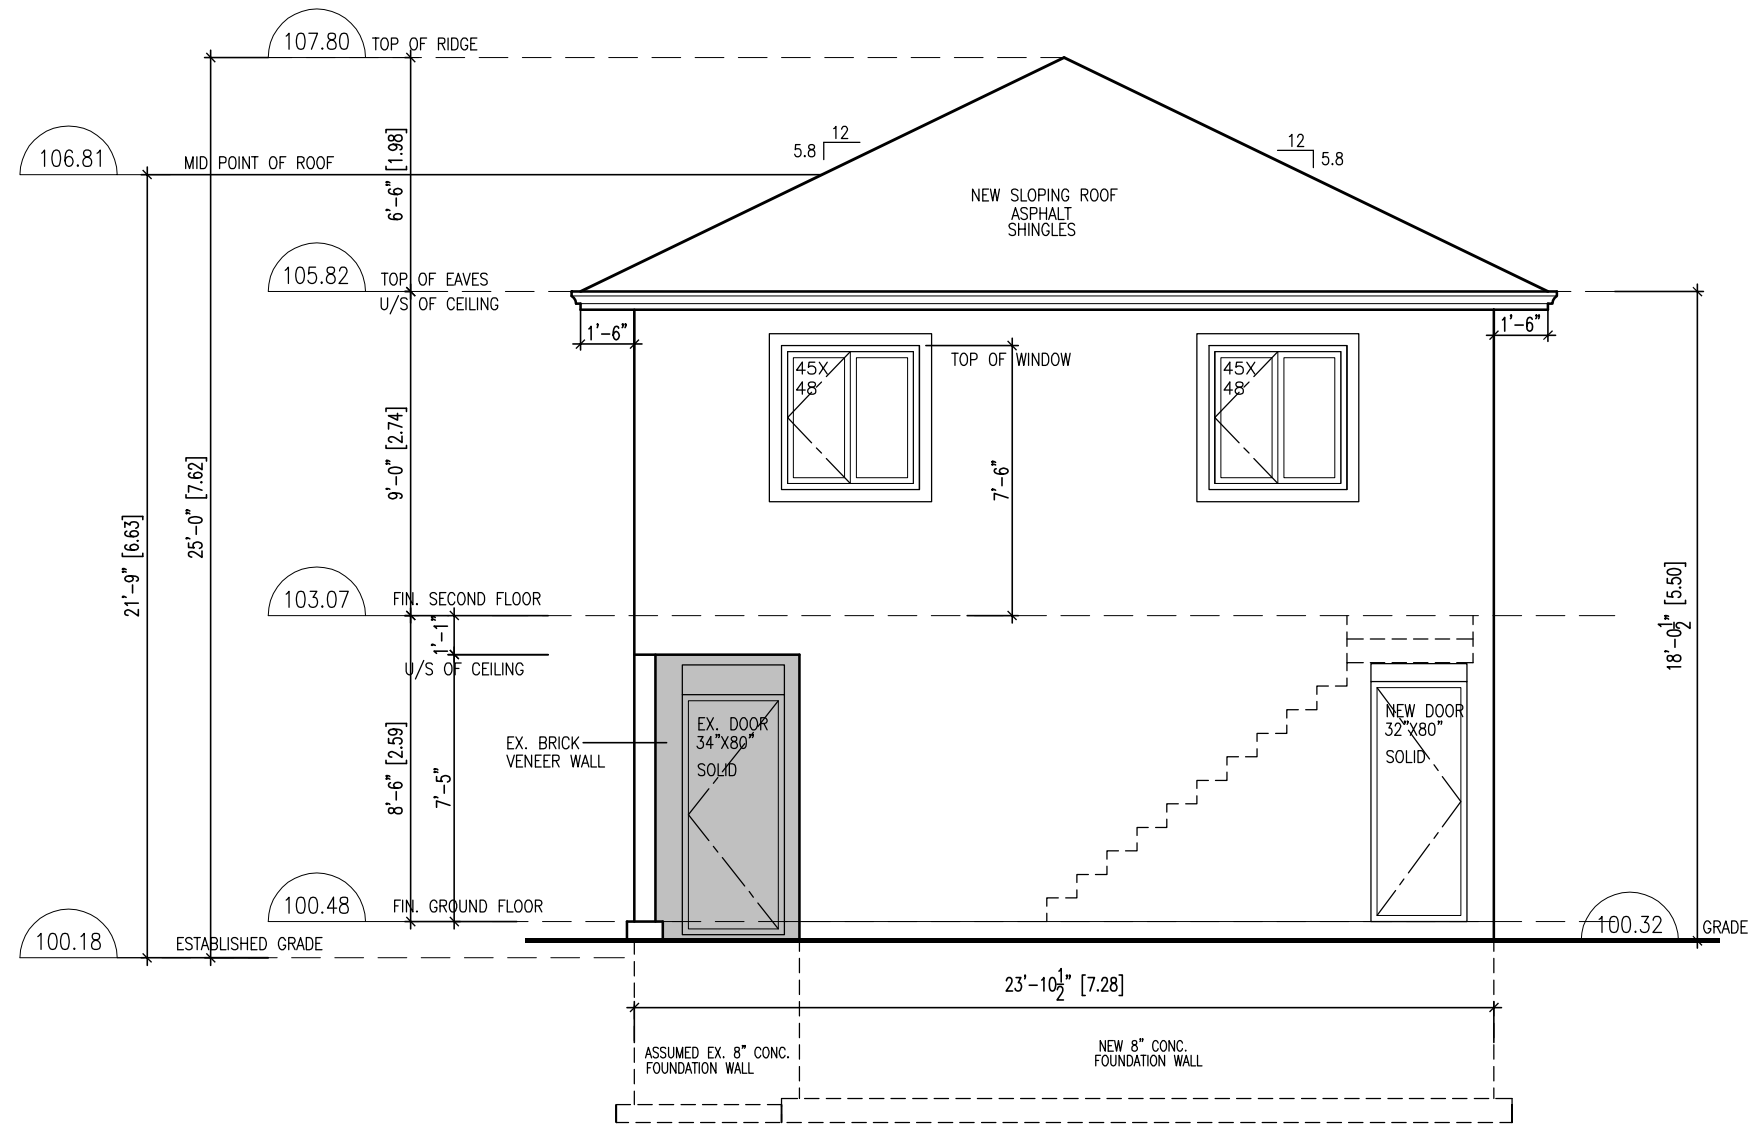 107.80 TOP OF RIDGE
106.81 MID POINT OF ROOF
6'-6" [1.98]
5.8 12
12 5.8
NEW SLOPING ROOF
ASPHALT
SHINGLES
105.82 TOP OF EAVES
U/S OF CEILING
1'-6"
1'-6"
45X
48
TOP OF WINDOW
45X
48
9'-0" [2.74]
7'-6"
25'-0" [7.62]
21'-9" [6.63]
18'-0 1/2" [5.50]
103.07 FIN. SECOND FLOOR
1'-1"
U/S OF CEILING
EX. DOOR
34"X80"
SOLID
NEW DOOR
32"X80"
SOLID
EX. BRICK
VENEER WALL
8'-6" [2.59]
7'-5"
100.48 FIN. GROUND FLOOR
100.18 ESTABLISHED GRADE
100.32 GRADE
23'-10 1/2" [7.28]
ASSUMED EX. 8" CONC.
FOUNDATION WALL
NEW 8" CONC.
FOUNDATION WALL